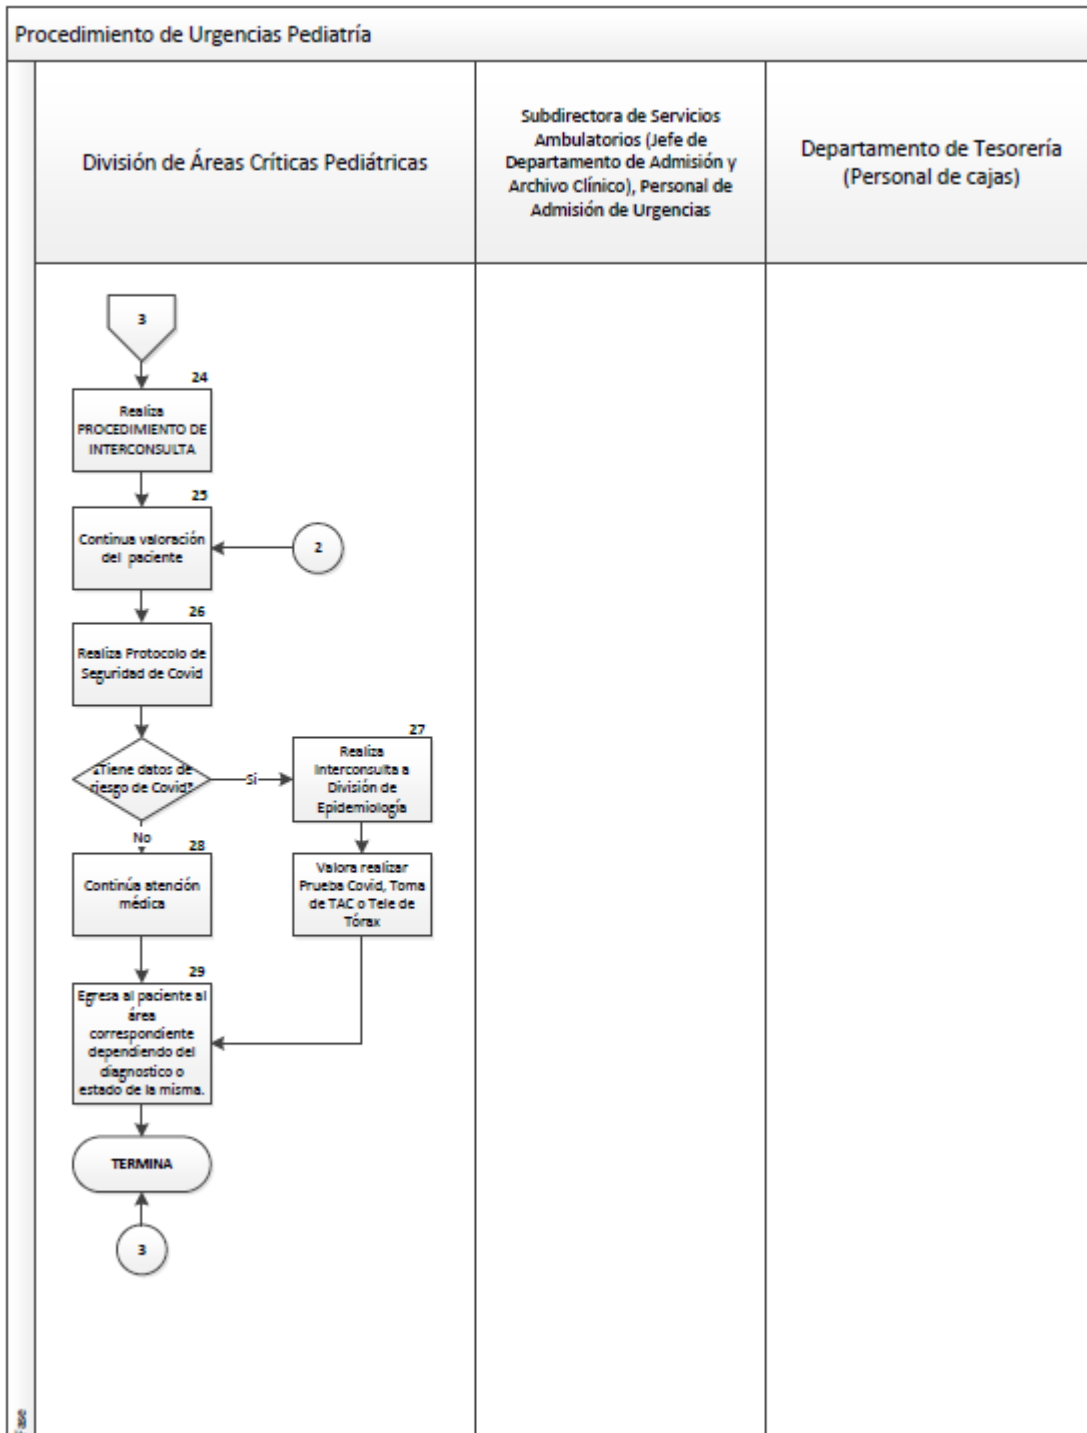 Procedimiento de Urgencias Pediatría
División de Áreas Críticas Pediátricas
Subdirectora de Servicios
Ambulatorios (Jefe de
Departamento de Admisión y
Archivo Clínico), Personal de
Admisión de Urgencias
Departamento de Tesorería
(Personal de cajas)
3
24
Realiza
PROCEDIMIENTO DE
INTERCONSULTA
25
Continua valoración
del paciente
2
26
Realiza Protocolo de
Seguridad de Covid
¿Tiene datos de
riesgo de Covid?
Si
27
Realiza
Interconsulta a
División de
Epidemiología
No
28
Continúa atención
médica
Valora realizar
Prueba Covid, Toma
de TAC o Tele de
Tórax
29
Egresa al paciente al
área
correspondiente
dependiendo del
diagnostico o
estado de la misma.
TERMINA
3
Fase